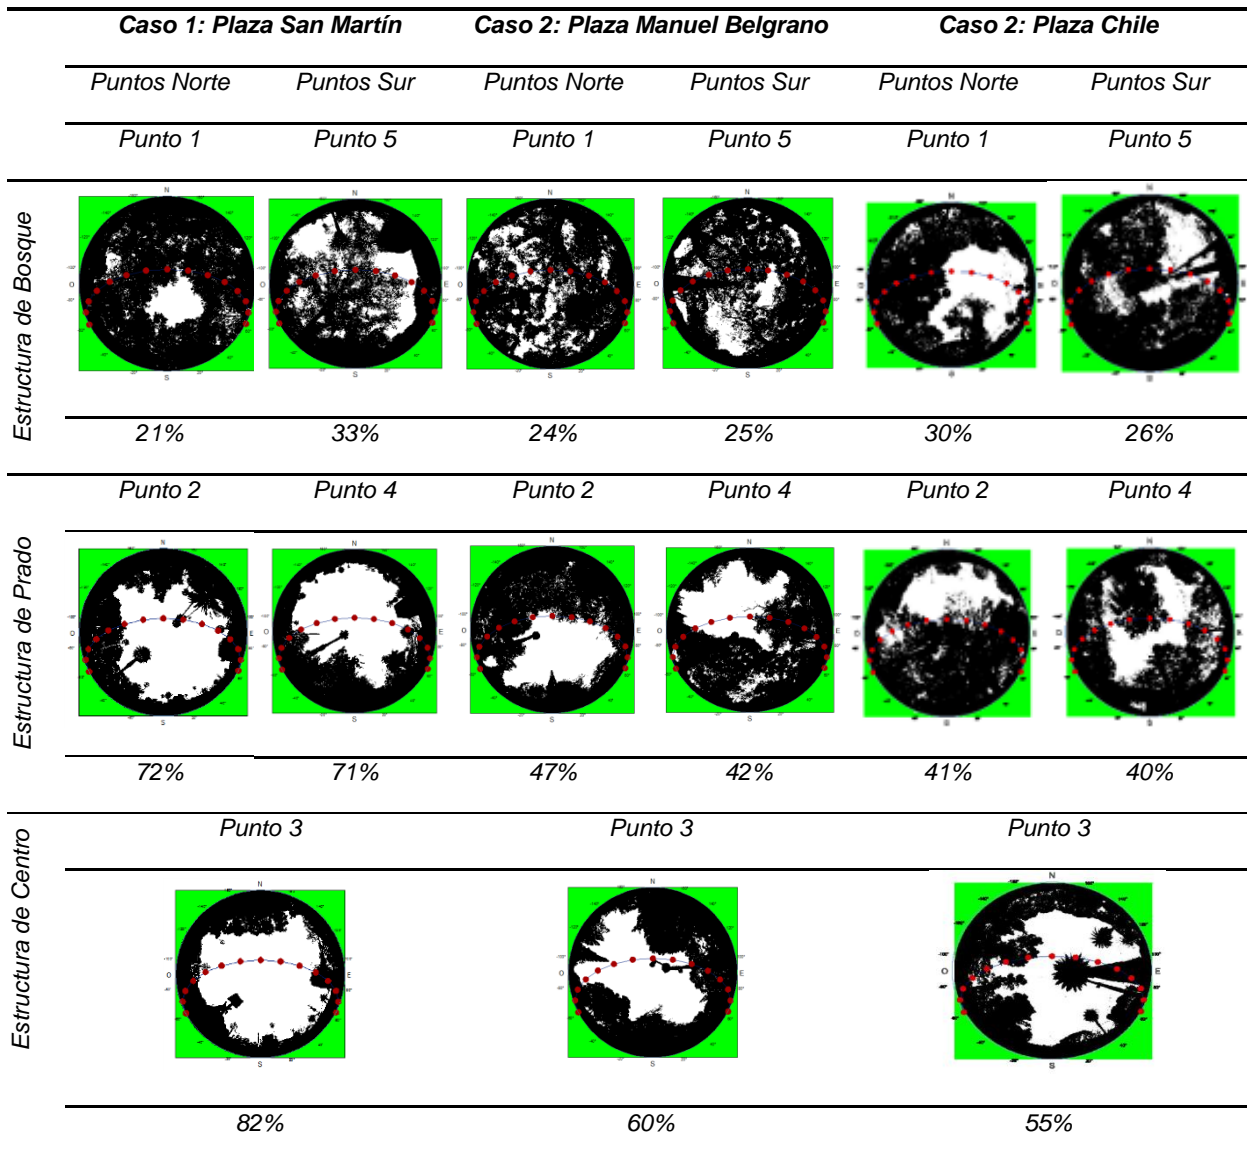 Caso 1: Plaza San Martín Caso 2: Plaza Manuel Belgrano Caso 2: Plaza Chile
Puntos Norte Puntos Sur Puntos Norte Puntos Sur Puntos Norte Puntos Sur
Punto 1 Punto 5 Punto 1 Punto 5 Punto 1 Punto 5
Estructura de Bosque
21% 33% 24% 25% 30% 26%
Punto 2 Punto 4 Punto 2 Punto 4 Punto 2 Punto 4
Estructura de Prado
72% 71% 47% 42% 41% 40%
Punto 3 Punto 3 Punto 3
Estructura de Centro
N N N
O E O E O E
S S S
82% 60% 55%